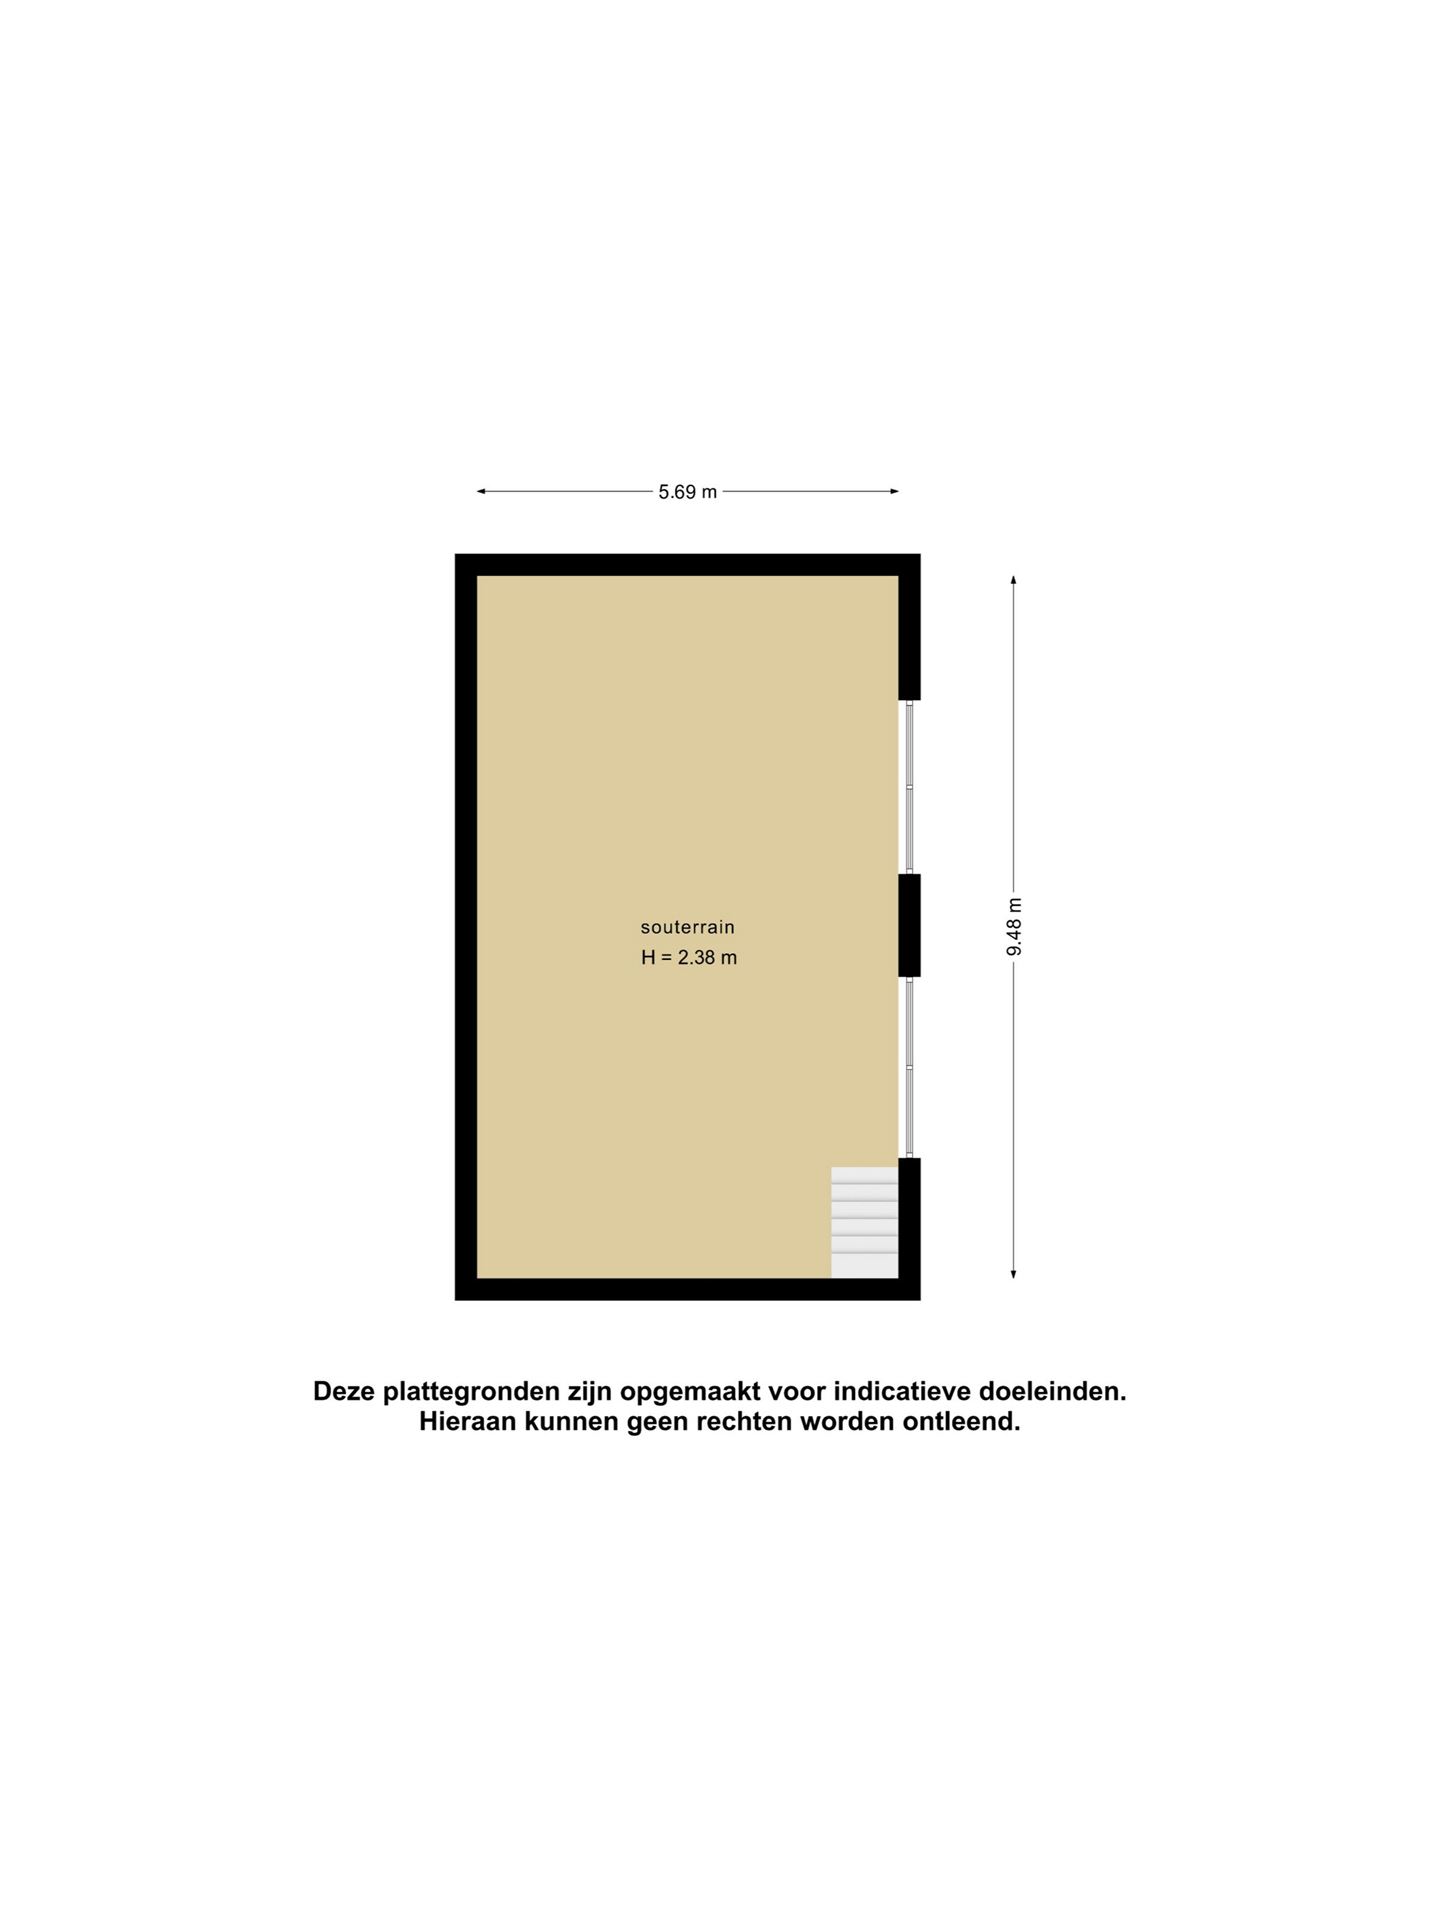 5.69 m
souterrain
H = 2.38 m
9.48 m
Deze plattegronden zijn opgemaakt voor indicatieve doeleinden.
Hieraan kunnen geen rechten worden ontleend.